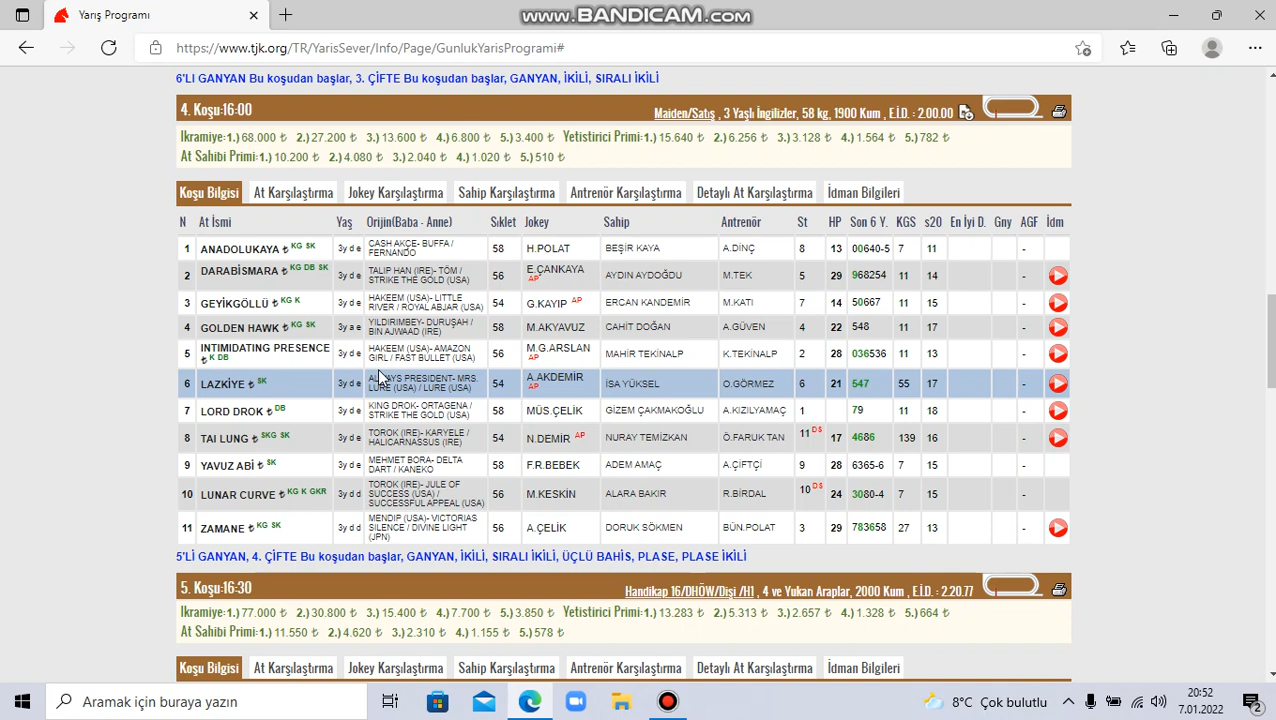 Yarış Programı
www.BANDICAM.com
https://www.tjk.org/TR/YarisSever/Info/Page/GunlukYarisProgrami#
6'LI GANYAN Bu koşudan başlar, 3. ÇİFTE Bu koşudan başlar, GANYAN, İKİLİ, SIRALI İKİLİ
4. Koşu:16:00 Maiden/Satış , 3 Yaşlı İngilizler, 58 kg, 1900 Kum , E.İ.D. : 2.00.00
Ikramiye:1.) 68.000 ₺ 2.) 27.200 ₺ 3.) 13.600 ₺ 4.) 6.800 ₺ 5.) 3.400 ₺ Yetistirici Primi:1.) 15.640 ₺ 2.) 6.256 ₺ 3.) 3.128 ₺ 4.) 1.564 ₺ 5.) 782 ₺
At Sahibi Primi:1.) 10.200 ₺ 2.) 4.080 ₺ 3.) 2.040 ₺ 4.) 1.020 ₺ 5.) 510 ₺
Koşu Bilgisi At Karşılaştırma Jokey Karşılaştırma Sahip Karşılaştırma Antrenör Karşılaştırma Detaylı At Karşılaştırma İdman Bilgileri
N At İsmi Yaş Orijin(Baba - Anne) Sıklet Jokey Sahip Antrenör St HP Son 6 Y. KGS s20 En İyi D. Gny AGF İdm
1 ANADOLUKAYA ₺ KG SK 3y d e CASH AKÇE- BUFFA / FERNANDO 58 H.POLAT BEŞİR KAYA A.DİNÇ 8 13 00640-5 7 11 -
2 DARABİSMARA ₺ KG DB SK 3y d e TALIP HAN (IRE)- TÖM / STRIKE THE GOLD (USA) 56 E.ÇANKAYA AP AYDIN AYDOĞDU M.TEK 5 29 968254 11 14 -
3 GEYİKGÖLLÜ ₺ KG K 3y d e HAKEEM (USA)- LITTLE RIVER / ROYAL ABJAR (USA) 54 G.KAYIP AP ERCAN KANDEMİR M.KATI 7 14 50667 11 15 -
4 GOLDEN HAWK ₺ KG SK 3y a e YILDIRIMBEY- DURUŞAH / BIN AJWAAD (IRE) 58 M.AKYAVUZ CAHİT DOĞAN A.GÜVEN 4 22 548 11 17 -
5 INTIMIDATING PRESENCE ₺ K DB 3y d e HAKEEM (USA)- AMAZON GIRL / FAST BULLET (USA) 56 M.G.ARSLAN AP MAHİR TEKİNALP K.TEKİNALP 2 28 036536 11 13 -
6 LAZKİYE ₺ SK 3y d e ALWAYS PRESIDENT- MRS. LURE (USA) / LURE (USA) 54 A.AKDEMİR AP İSA YÜKSEL O.GÖRMEZ 6 21 547 55 17 -
7 LORD DROK ₺ DB 3y d e KING DROK- ORTAGENA / STRIKE THE GOLD (USA) 58 MÜS.ÇELİK GİZEM ÇAKMAKOĞLU A.KIZILYAMAÇ 1 79 11 18 -
8 TAI LUNG ₺ SKG SK 3y d e TOROK (IRE)- KARYELE / HALICARNASSUS (IRE) 54 N.DEMİR AP NURAY TEMİZKAN Ö.FARUK TAN 11 DS 17 4686 139 16 -
9 YAVUZ ABİ ₺ SK 3y d e MEHMET BORA- DELTA DART / KANEKO 58 F.R.BEBEK ADEM AMAÇ A.ÇİFTÇİ 9 28 6365-6 7 15 -
10 LUNAR CURVE ₺ KG K GKR 3y d d TOROK (IRE)- JULE OF SUCCESS (USA) / SUCCESSFUL APPEAL (USA) 56 M.KESKİN ALARA BAKIR R.BİRDAL 10 DS 24 3080-4 7 15 -
11 ZAMANE ₺ KG SK 3y d d MENDIP (USA)- VICTORIAS SILENCE / DIVINE LIGHT (JPN) 56 A.ÇELİK DORUK SÖKMEN BÜN.POLAT 3 29 783658 27 13 -
5'Lİ GANYAN, 4. ÇİFTE Bu koşudan başlar, GANYAN, İKİLİ, SIRALI İKİLİ, ÜÇLÜ BAHİS, PLASE, PLASE İKİLİ
5. Koşu:16:30 Handikap 16/DHÖW/Dişi /H1 , 4 ve Yukarı Araplar, 2000 Kum , E.İ.D. : 2.20.77
Ikramiye:1.) 77.000 ₺ 2.) 30.800 ₺ 3.) 15.400 ₺ 4.) 7.700 ₺ 5.) 3.850 ₺ Yetistirici Primi:1.) 13.283 ₺ 2.) 5.313 ₺ 3.) 2.657 ₺ 4.) 1.328 ₺ 5.) 664 ₺
At Sahibi Primi:1.) 11.550 ₺ 2.) 4.620 ₺ 3.) 2.310 ₺ 4.) 1.155 ₺ 5.) 578 ₺
Koşu Bilgisi At Karşılaştırma Jokey Karşılaştırma Sahip Karşılaştırma Antrenör Karşılaştırma Detaylı At Karşılaştırma İdman Bilgileri
Aramak için buraya yazın
8°C Çok bulutlu
20:52
7.01.2022
2